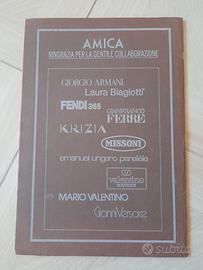 AMICA
RINGRAZIA PER LA GENTILE COLLABORAZIONE
GIORGIO ARMANI
Laura Biagiotti
FENDI 365
GIANFRANCO
FERRE
KRIZIA
MISSONI
emanuel ungaro parallèle
valentino
BOUTIQUE
MARIO VALENTINO
Gianni Versace
subito